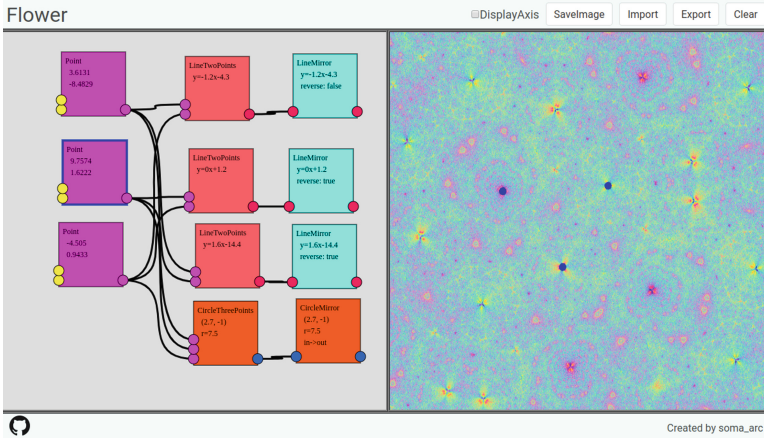 Flower
DisplayAxis
SaveImage
Import
Export
Clear
Point
3.6131
-8.4829
LineTwoPoints
y=-1.2x-4.3
LineMirror
y=-1.2x-4.3
reverse: false
Point
9.7574
1.6222
LineTwoPoints
y=0x+1.2
LineMirror
y=0x+1.2
reverse: true
Point
-4.505
0.9433
LineTwoPoints
y=1.6x-14.4
LineMirror
y=1.6x-14.4
reverse: true
CircleThreePoints
(2.7, -1)
r=7.5
CircleMirror
(2.7, -1)
r=7.5
in->out
Created by soma_arc